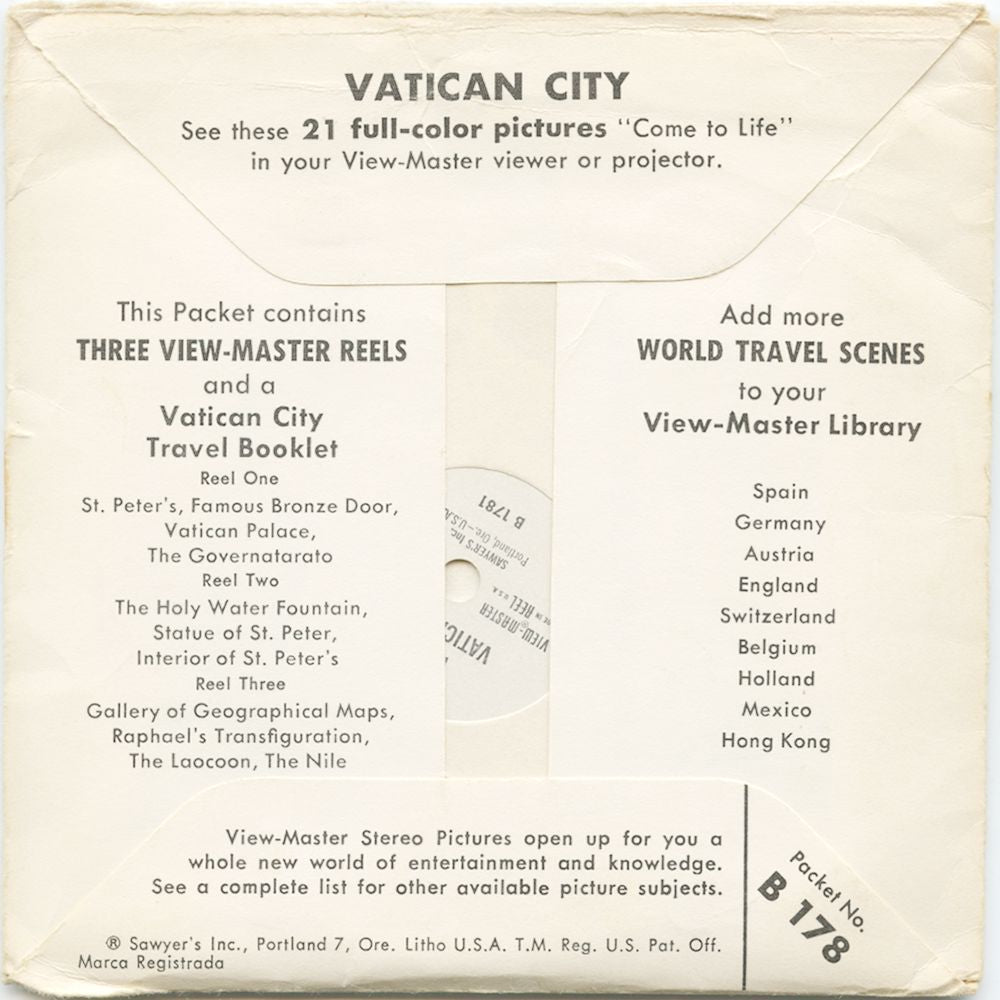 VATICAN CITY
See these 21 full-color pictures "Come to Life"
in your View-Master viewer or projector.
This Packet contains
THREE VIEW-MASTER REELS
and a
Vatican City
Travel Booklet
Reel One
St. Peter's, Famous Bronze Door,
Vatican Palace,
The Governatarato
Reel Two
The Holy Water Fountain,
Statue of St. Peter,
Interior of St. Peter's
Reel Three
Gallery of Geographical Maps,
Raphael's Transfiguration,
The Laocoon, The Nile
Add more
WORLD TRAVEL SCENES
to your
View-Master Library
Spain
Germany
Austria
England
Switzerland
Belgium
Holland
Mexico
Hong Kong
VATIC
VIEW-MASTER®
IN REEL U.S.A.
SAWYER'S Inc.
Portland, Ore.—U.S.A.
B 1781
View-Master Stereo Pictures open up for you a
whole new world of entertainment and knowledge.
See a complete list for other available picture subjects.
® Sawyer's Inc., Portland 7, Ore. Litho U.S.A. T.M. Reg. U.S. Pat. Off.
Marca Registrada
Packet No.
B 178